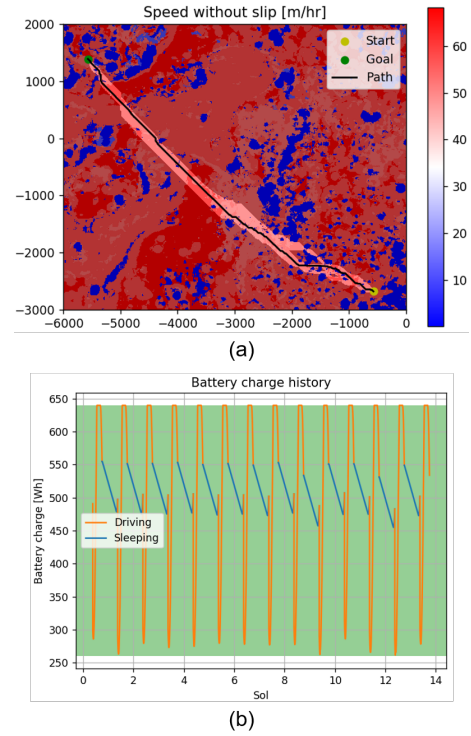 Speed without slip [m/hr]
2000
1000
0
−1000
−2000
−3000
−6000 −5000 −4000 −3000 −2000 −1000 0
Start
Goal
Path
60
50
40
30
20
10
(a)
Battery charge history
Battery charge [Wh]
650
600
550
500
450
400
350
300
250
Driving
Sleeping
0 2 4 6 8 10 12 14
Sol
(b)